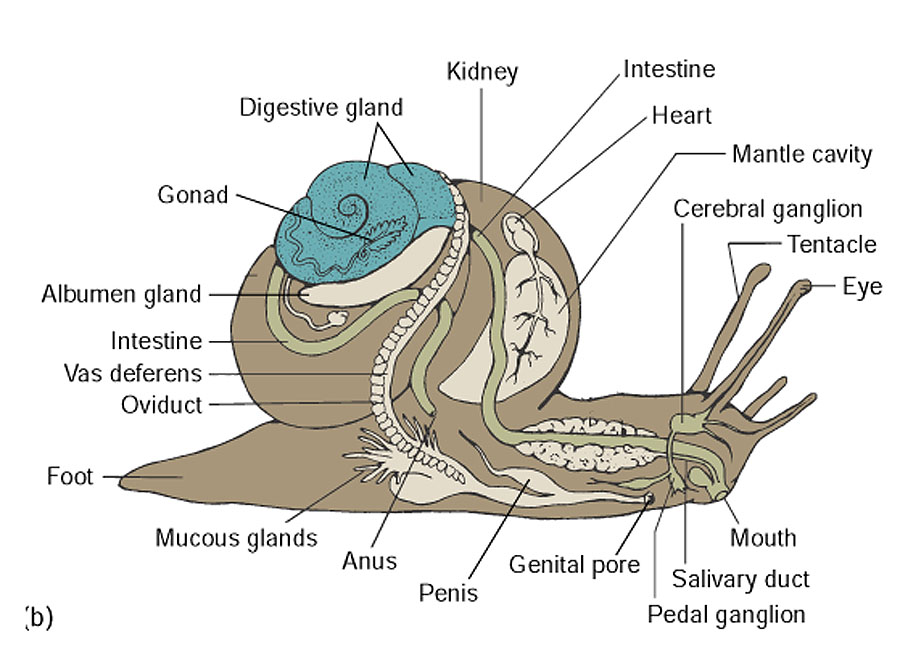 Kidney
Intestine
Digestive gland
Heart
Mantle cavity
Gonad
Cerebral ganglion
Tentacle
Eye
Albumen gland
Intestine
Vas deferens
Oviduct
Foot
Mucous glands
Anus
Penis
Genital pore
Mouth
Salivary duct
Pedal ganglion
(b)